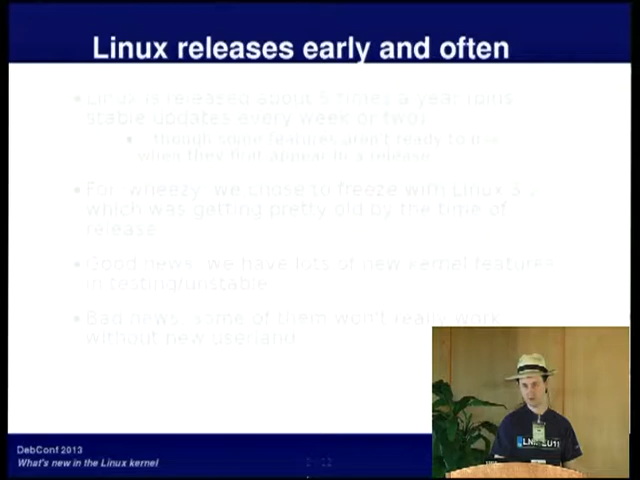 Linux releases early and often
• Linux is released about 5 times a year (plus
stable updates every week or two)
• though some features aren't ready to use
when they first appear in a release
• For 'wheezy' we chose to freeze with Linux 3.
which was getting pretty old by the time of
release
• Good news: we have lots of new kernel features
in testing/unstable
• Bad news: some of them won't really work
without new userland
DebConf 2013
What's new in the Linux kernel